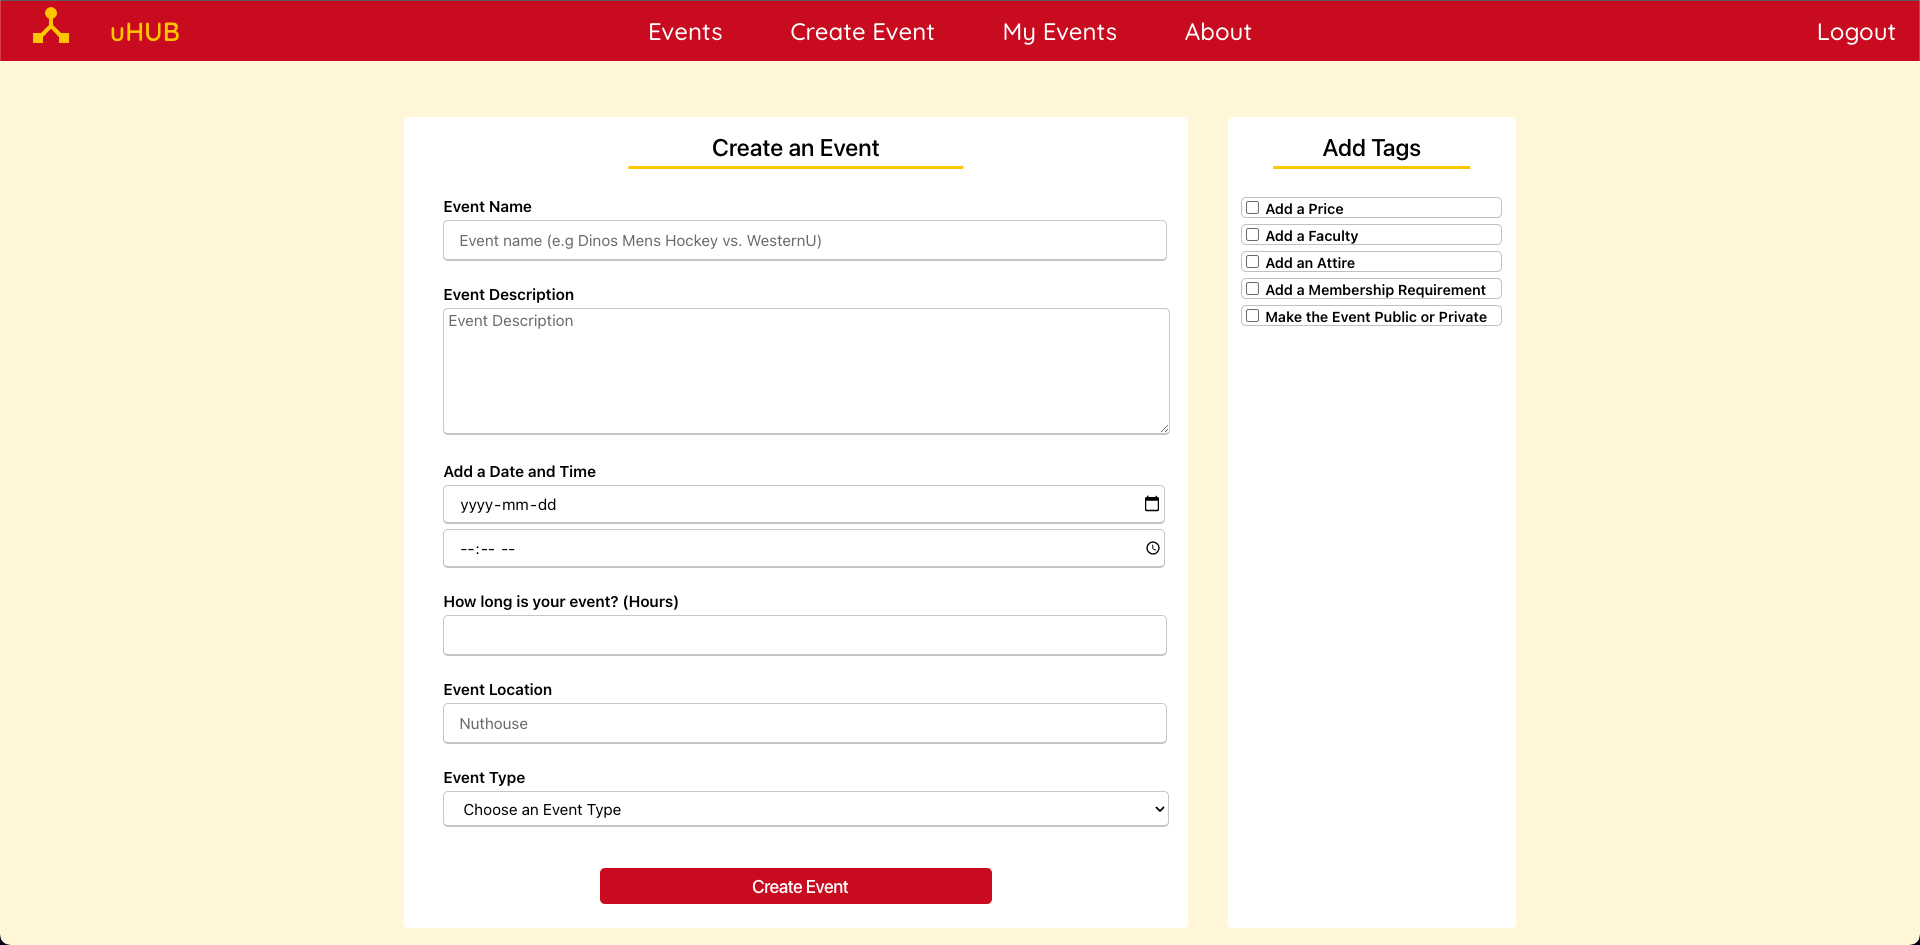 uHUB
Events
Create Event
My Events
About
Logout
Create an Event
Event Name
Event name (e.g Dinos Mens Hockey vs. WesternU)
Event Description
Event Description
Add a Date and Time
yyyy-mm-dd
--:-- --
How long is your event? (Hours)
Event Location
Nuthouse
Event Type
Choose an Event Type
Create Event
Add Tags
Add a Price
Add a Faculty
Add an Attire
Add a Membership Requirement
Make the Event Public or Private